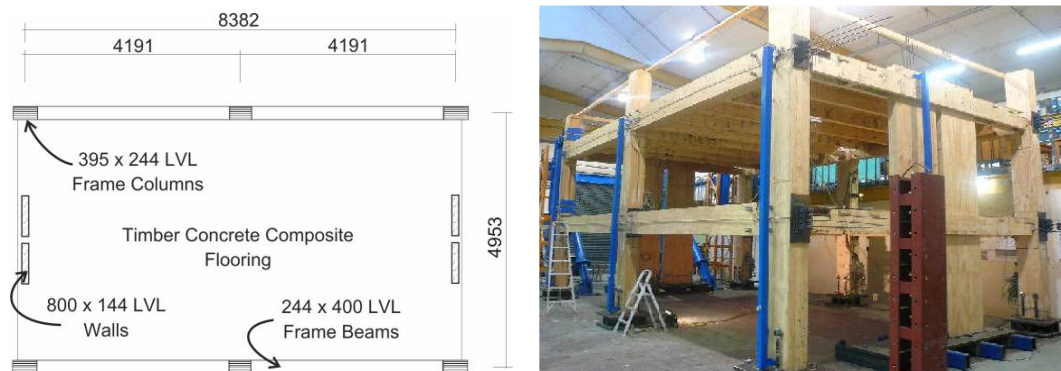 8382
4191
4191
395 x 244 LVL
Frame Columns
4953
Timber Concrete Composite
Flooring
800 x 144 LVL
Walls
244 x 400 LVL
Frame Beams